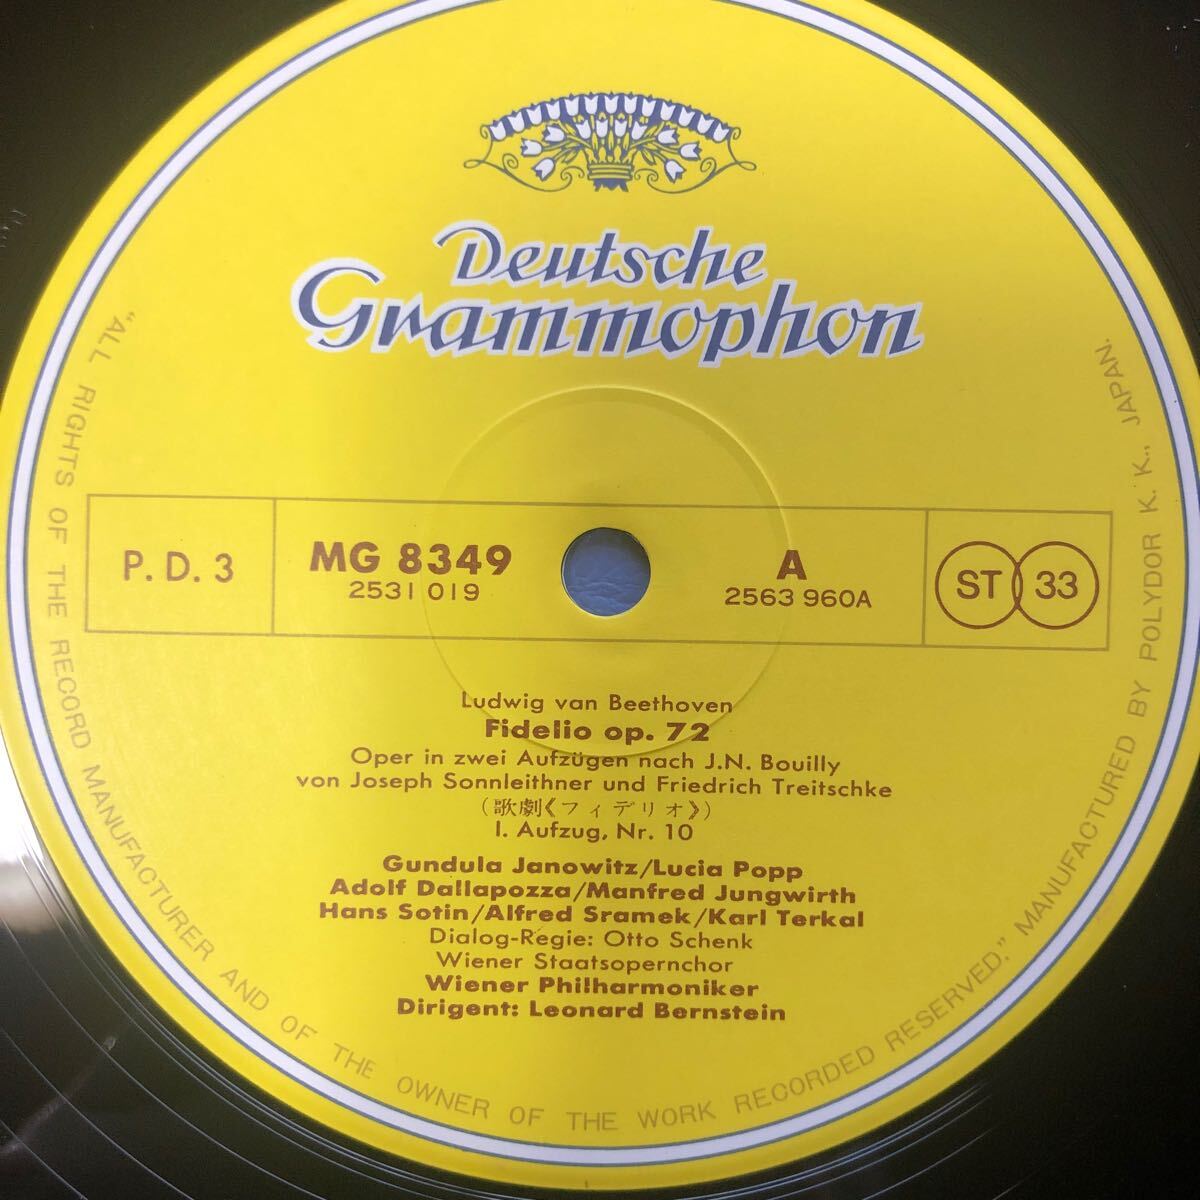 Deutsche
Grammophon
P. D. 3
MG 8349
2531 019
A
2563 960A
ST 33
Ludwig van Beethoven
Fidelio op. 72
Oper in zwei Aufzügen nach J.N. Bouilly
von Joseph Sonnleithner und Friedrich Treitschke
(歌劇《フィデリオ》)
I. Aufzug, Nr. 10
Gundula Janowitz/Lucia Popp
Adolf Dallapozza/Manfred Jungwirth
Hans Sotin/Alfred Sramek/Karl Terkal
Dialog-Regie: Otto Schenk
Wiener Staatsopernchor
Wiener Philharmoniker
Dirigent: Leonard Bernstein
"ALL RIGHTS OF THE RECORD MANUFACTURER AND OF THE OWNER OF THE WORK RECORDED RESERVED," MANUFACTURED BY POLYDOR K. K., JAPAN.